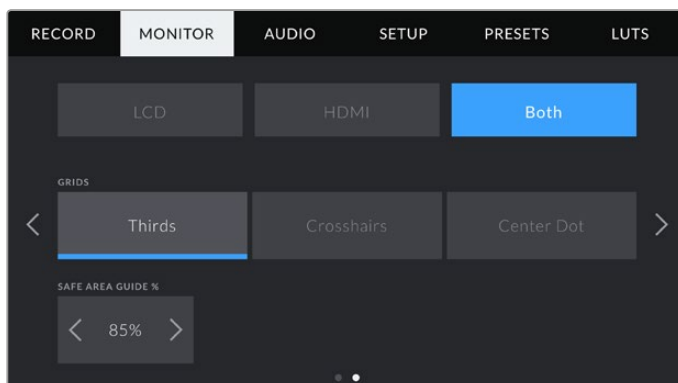 RECORD MONITOR AUDIO SETUP PRESETS LUTS
LCD HDMI Both
GRIDS
Thirds Crosshairs Center Dot
SAFE AREA GUIDE %
85%